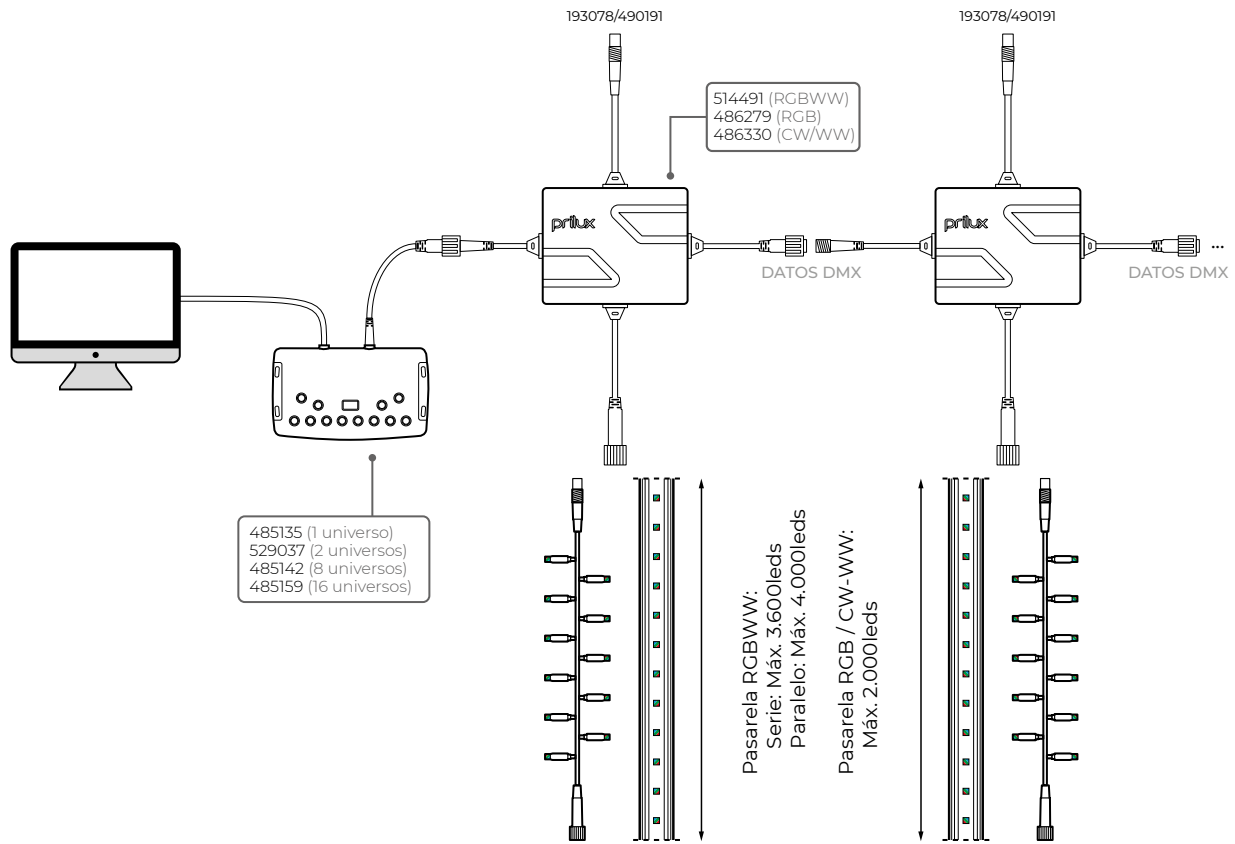 193078/490191
193078/490191
514491 (RGBWW)
486279 (RGB)
486330 (CW/WW)
prilux
prilux
DATOS DMX
DATOS DMX
...
485135 (1 universo)
529037 (2 universos)
485142 (8 universos)
485159 (16 universos)
Pasarela RGBWW:
Serie: Máx. 3.600leds
Paralelo: Máx. 4.000leds
Pasarela RGB / CW-WW:
Máx. 2.000leds